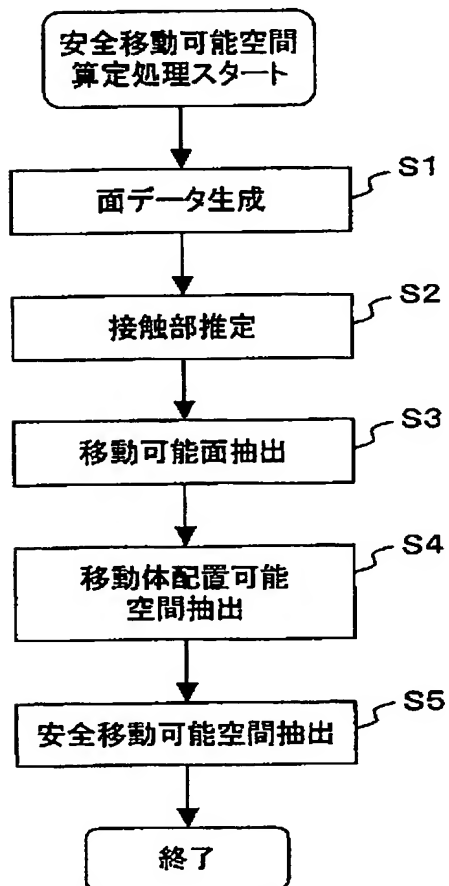 安全移動可能空間
算定処理スタート
S1
面データ生成
S2
接触部推定
S3
移動可能面抽出
S4
移動体配置可能
空間抽出
S5
安全移動可能空間抽出
終了